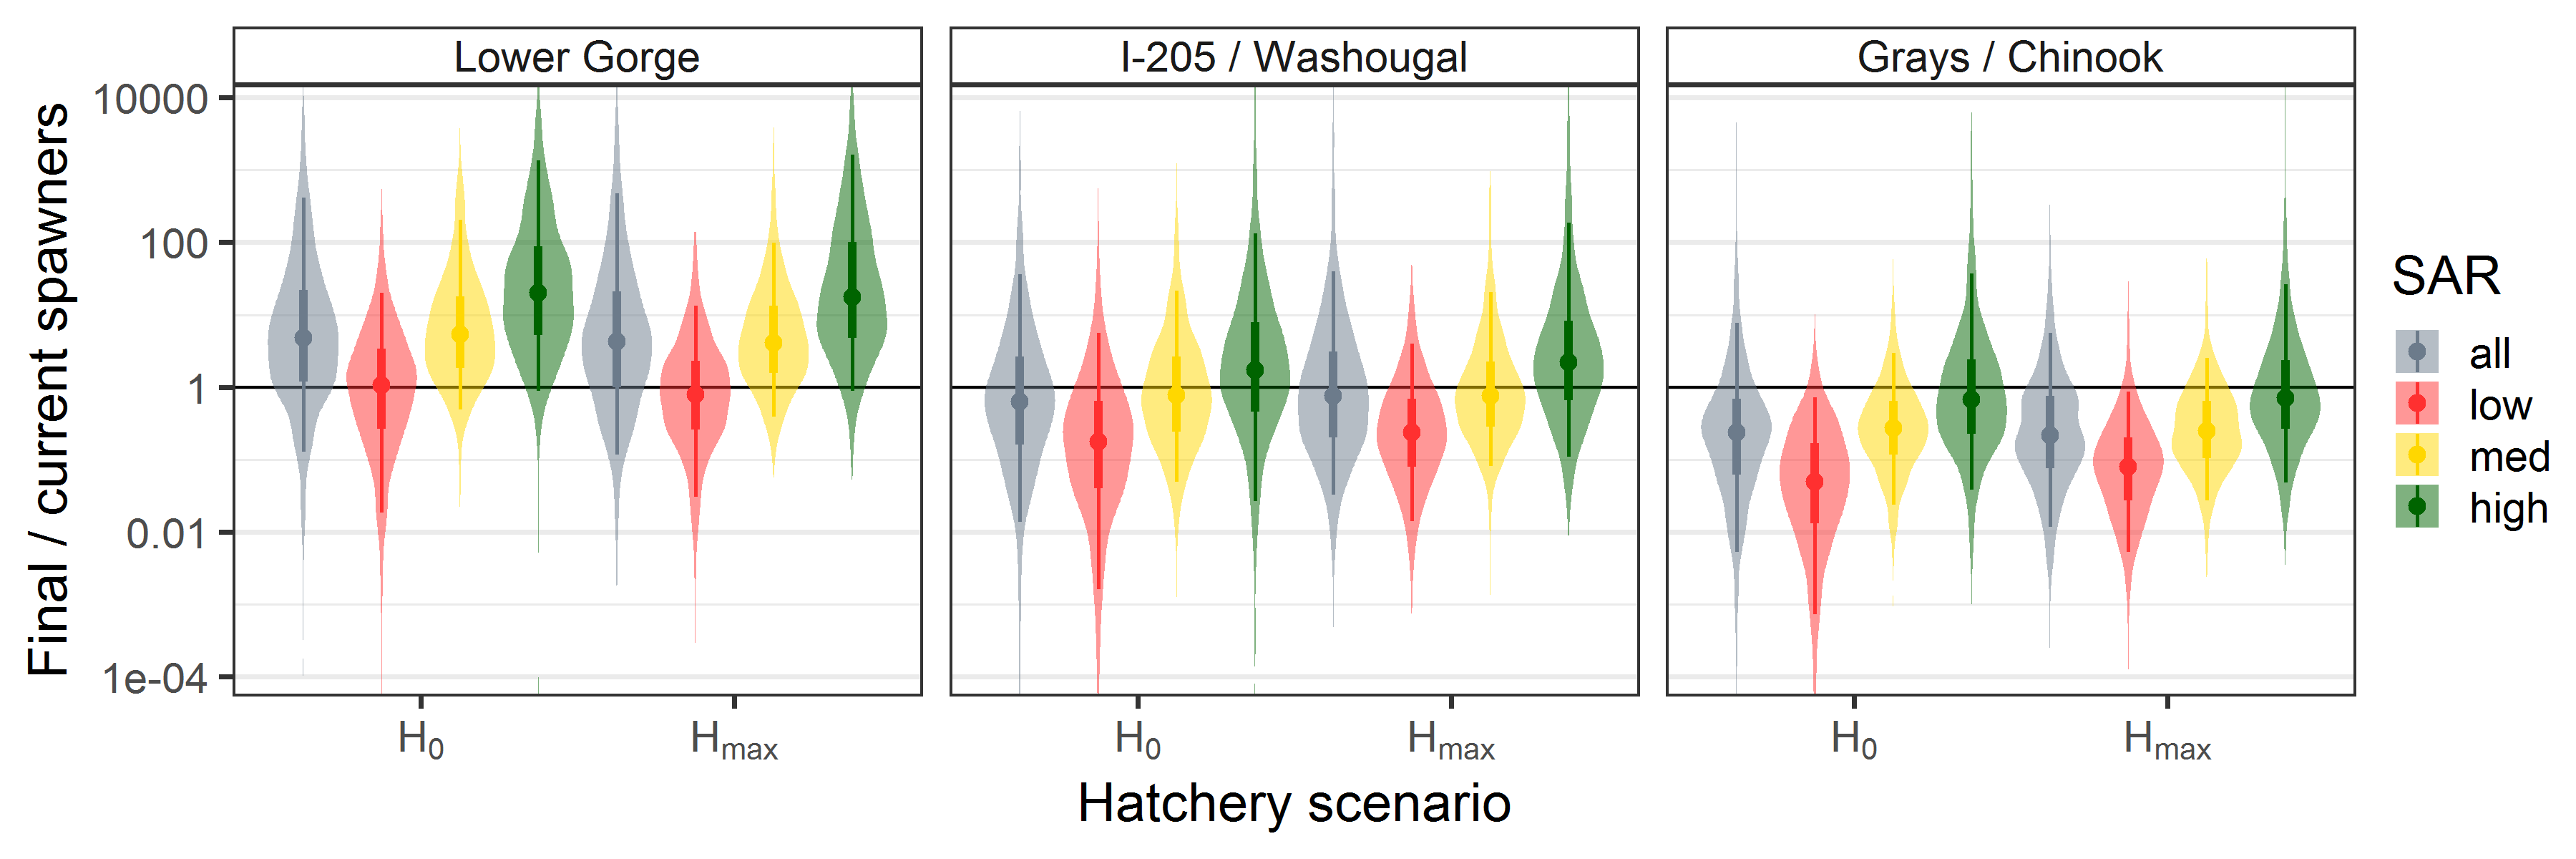 Lower Gorge
I-205 / Washougal
Grays / Chinook
Final / current spawners
10000
100
1
0.01
1e-04
H0
Hmax
H0
Hmax
H0
Hmax
Hatchery scenario
SAR
all
low
med
high